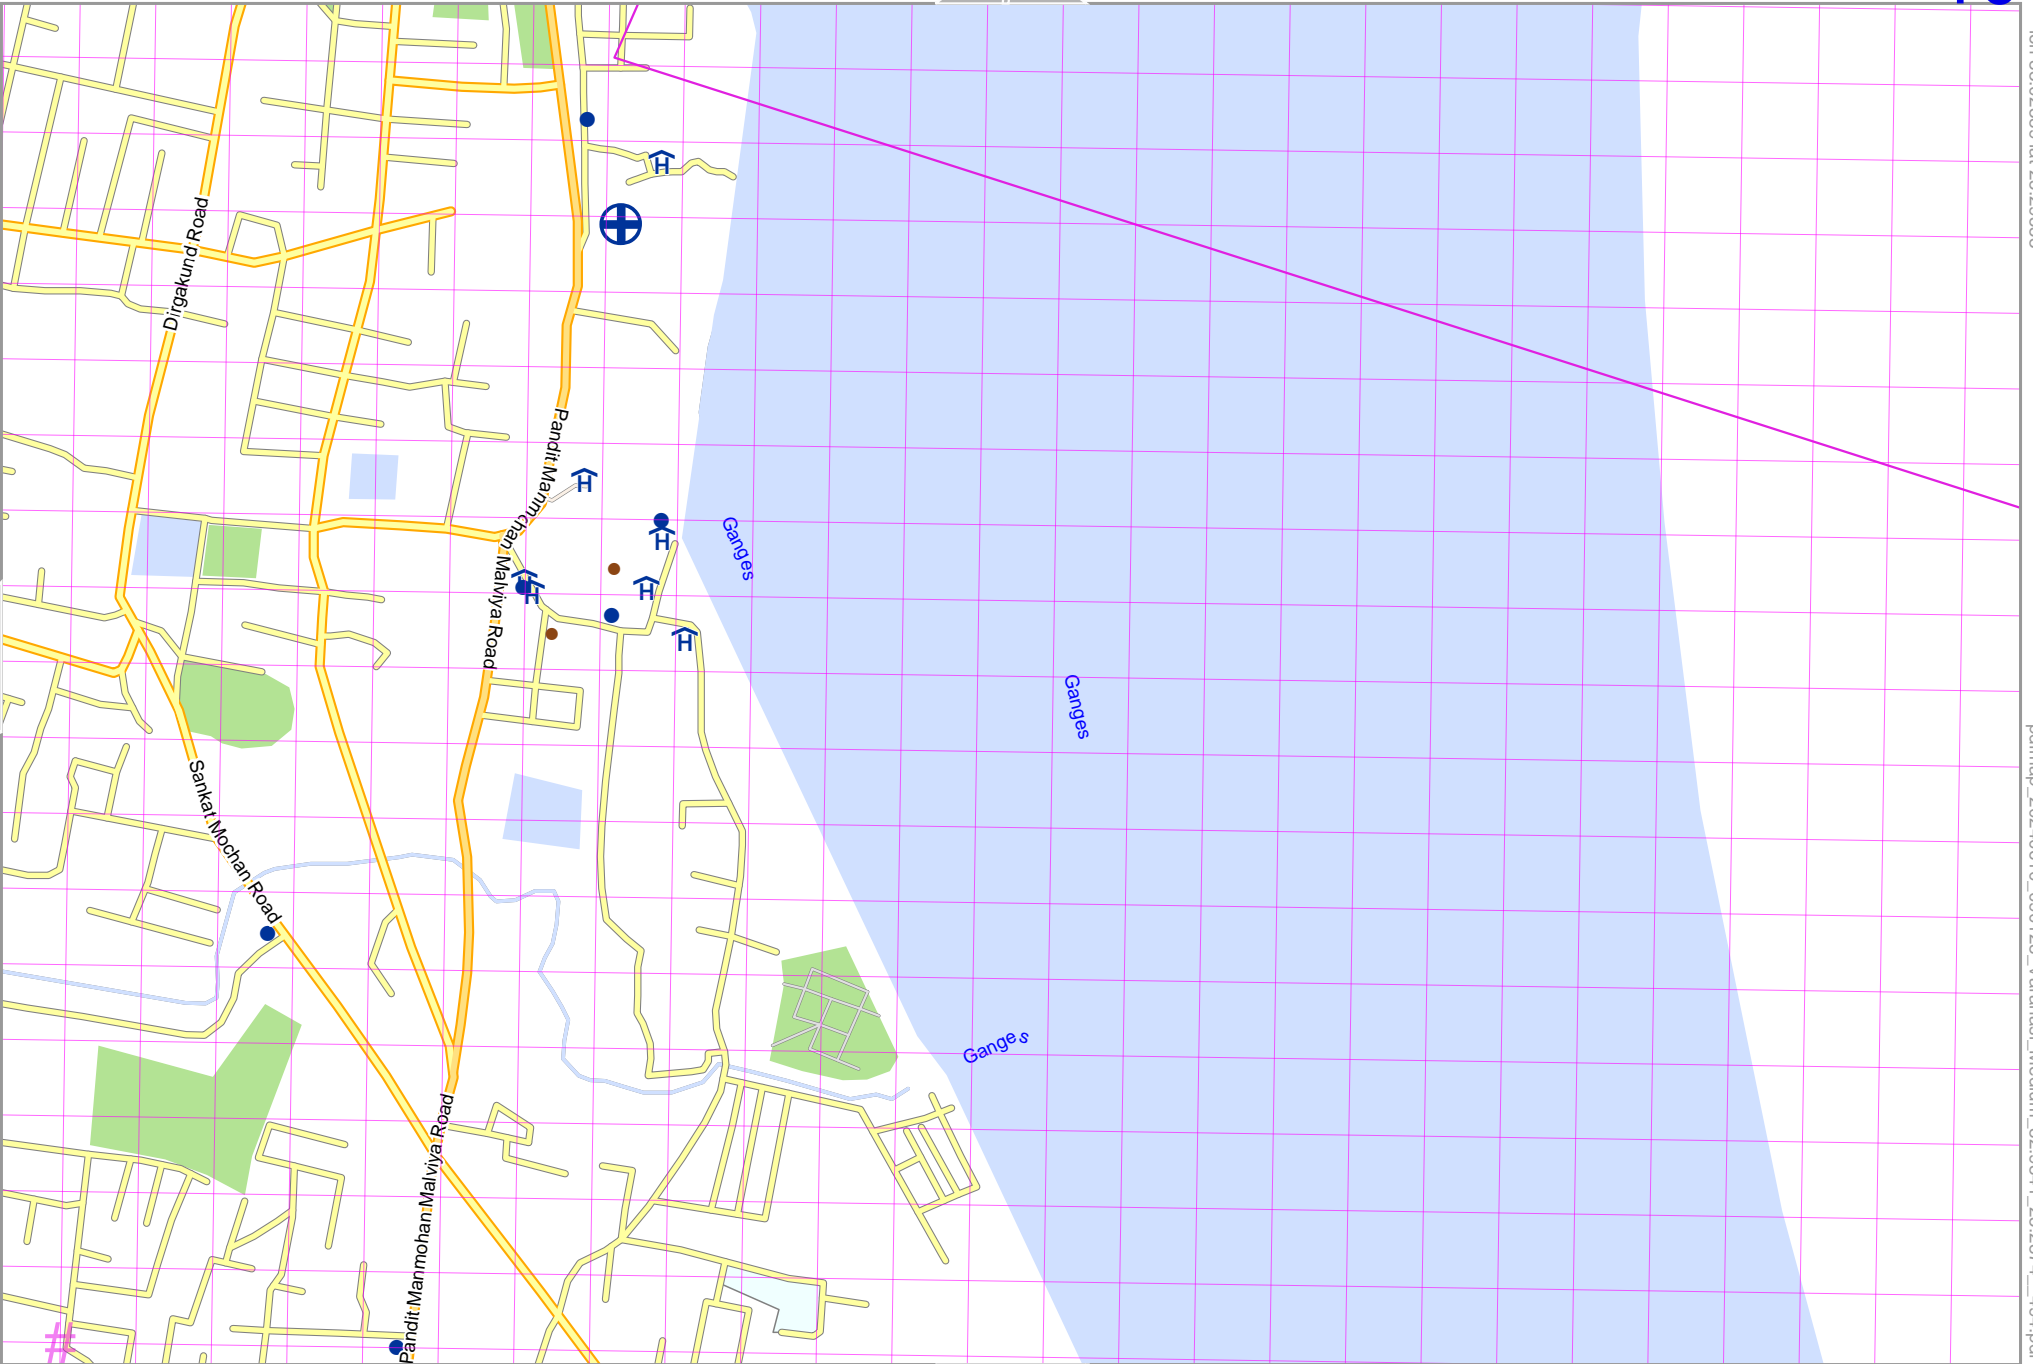 Dirgakund Road
Pandit Manmohan Malviya Road
Ganges
Ganges
Sankat Mochan Road
Ganges
Pandit Manmohan Malviya Road
H
H
H
H
H
H
#